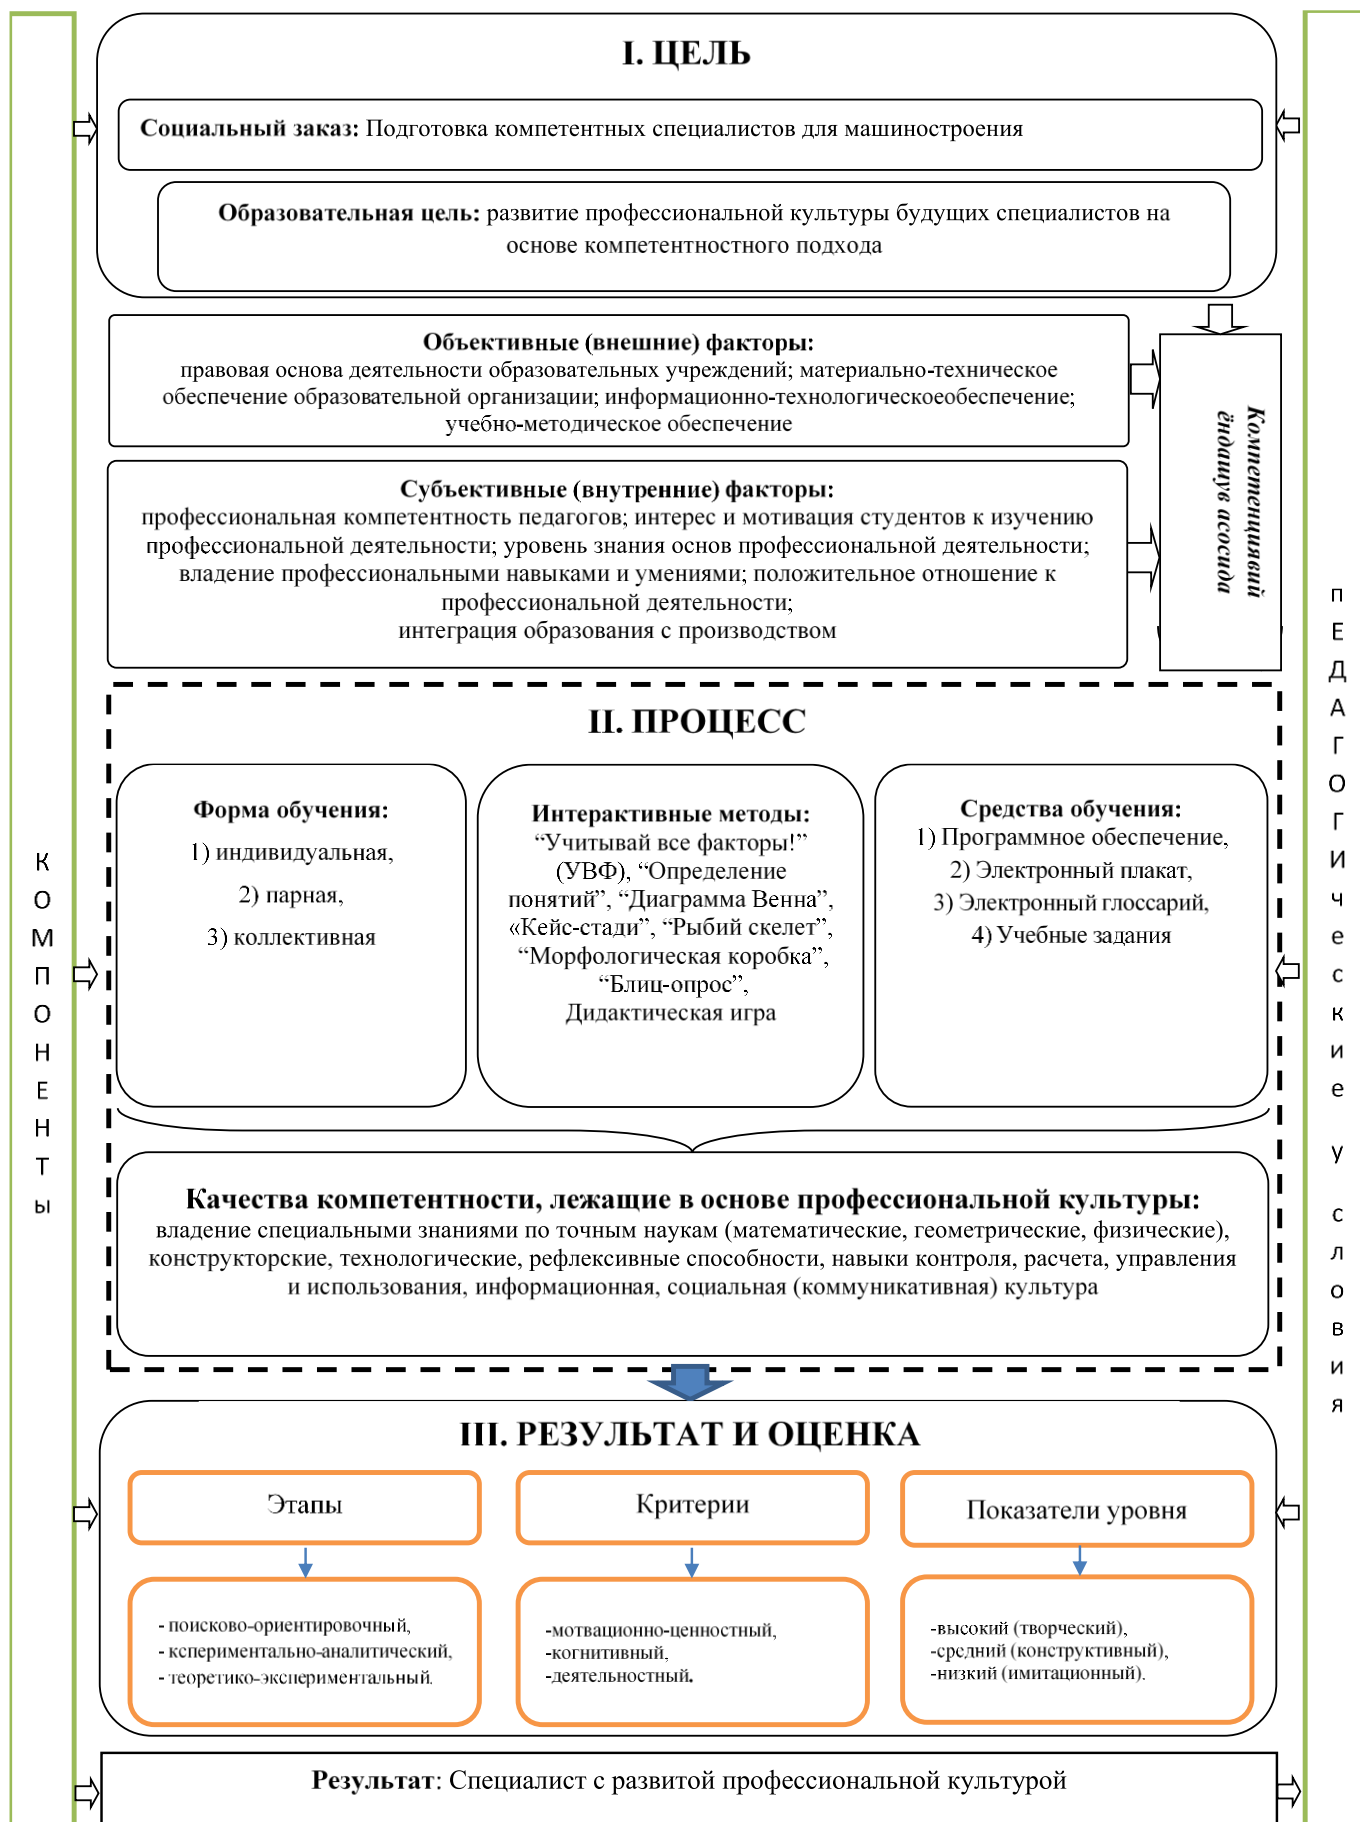 I. ЦЕЛЬ
Социальный заказ: Подготовка компетентных специалистов для машиностроения
Образовательная цель: развитие профессиональной культуры будущих специалистов на
основе компетентностного подхода
Объективные (внешние) факторы:
правовая основа деятельности образовательных учреждений; материально-техническое
обеспечение образовательной организации; информационно-технологическоеобеспечение;
учебно-методическое обеспечение
Субъективные (внутренние) факторы:
профессиональная компетентность педагогов; интерес и мотивация студентов к изучению
профессиональной деятельности; уровень знания основ профессиональной деятельности;
владение профессиональными навыками и умениями; положительное отношение к
профессиональной деятельности;
интеграция образования с производством
Компетенциявий
ёндашув асосида
II. ПРОЦЕСС
Форма обучения:
1) индивидуальная,
2) парная,
3) коллективная
Интерактивные методы:
“Учитывай все факторы!”
(УВФ), “Определение
понятий”, “Диаграмма Венна”,
«Кейс-стади”, “Рыбий скелет”,
“Морфологическая коробка”,
“Блиц-опрос”,
Дидактическая игра
Средства обучения:
1) Программное обеспечение,
2) Электронный плакат,
3) Электронный глоссарий,
4) Учебные задания
Качества компетентности, лежащие в основе профессиональной культуры:
владение специальными знаниями по точным наукам (математические, геометрические, физические),
конструкторские, технологические, рефлексивные способности, навыки контроля, расчета, управления
и использования, информационная, социальная (коммуникативная) культура
III. РЕЗУЛЬТАТ И ОЦЕНКА
Этапы
- поисково-ориентировочный,
- кспериментально-аналитический,
- теоретико-экспериментальный.
Критерии
-мотвационно-ценностный,
-когнитивный,
-деятельностный.
Показатели уровня
-высокий (творческий),
-средний (конструктивный),
-низкий (имитационный).
Результат: Специалист с развитой профессиональной культурой
КОМПОНЕНТы
пЕДАГОГИческие условия